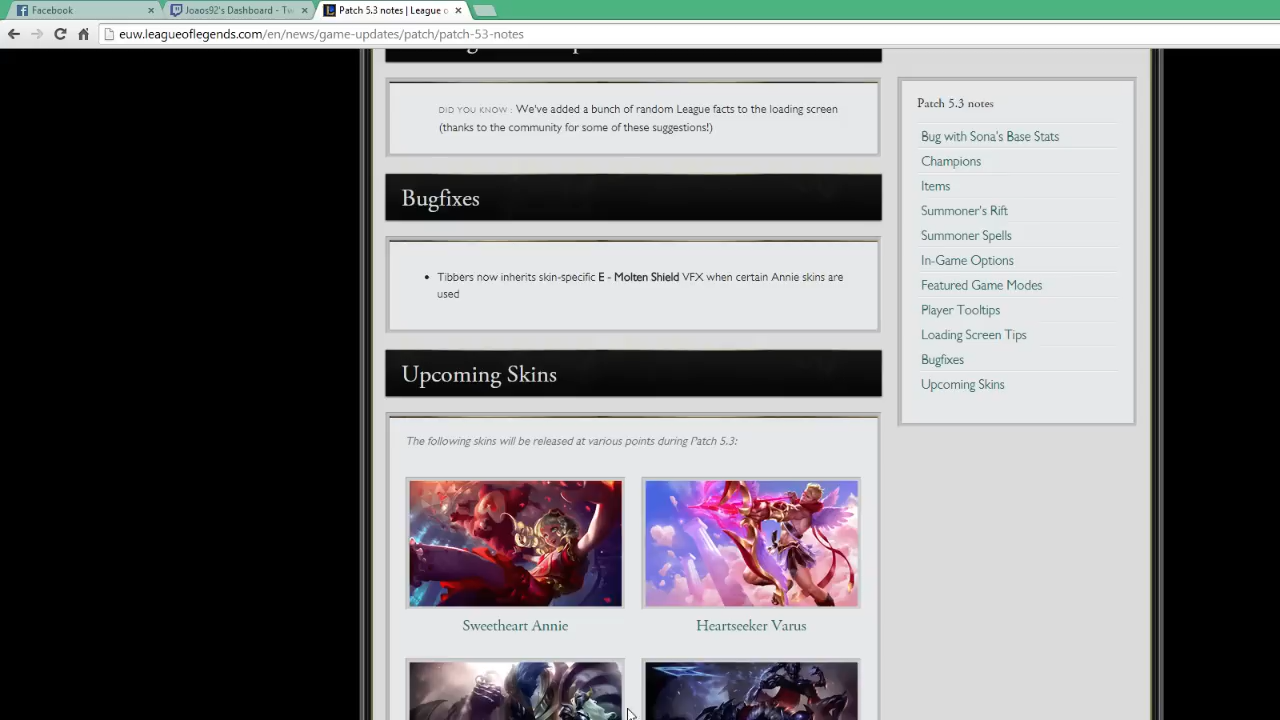 Facebook
Joaos92's Dashboard - Tw
Patch 5.3 notes | League o
euw.leagueoflegends.com/en/news/game-updates/patch/patch-53-notes
DID YOU KNOW : We've added a bunch of random League facts to the loading screen
(thanks to the community for some of these suggestions!)
Bugfixes
• Tibbers now inherits skin-specific E - Molten Shield VFX when certain Annie skins are
used
Upcoming Skins
The following skins will be released at various points during Patch 5.3:
Sweetheart Annie
Heartseeker Varus
Patch 5.3 notes
Bug with Sona's Base Stats
Champions
Items
Summoner's Rift
Summoner Spells
In-Game Options
Featured Game Modes
Player Tooltips
Loading Screen Tips
Bugfixes
Upcoming Skins